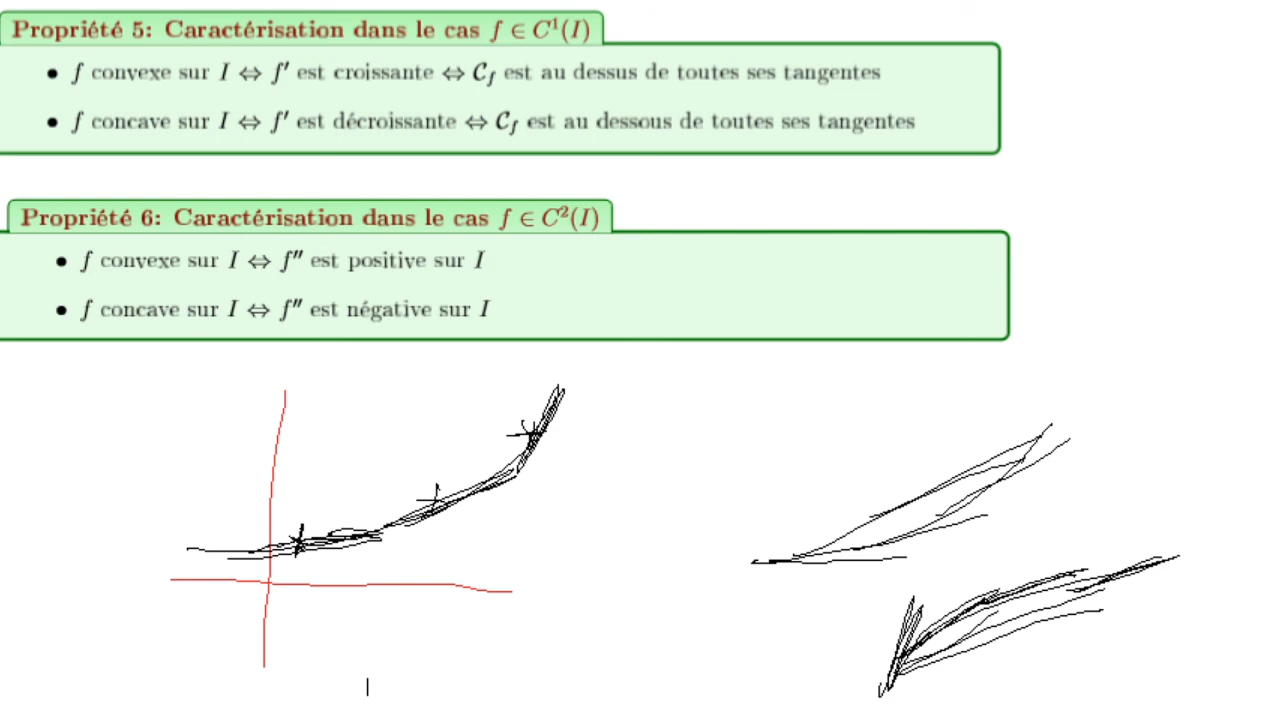 Propriété 5: Caractérisation dans le cas f ∈ C¹(I)
• f convexe sur I ⇔ f′ est croissante ⇔ 𝒞_f est au dessus de toutes ses tangentes
• f concave sur I ⇔ f′ est décroissante ⇔ 𝒞_f est au dessous de toutes ses tangentes
Propriété 6: Caractérisation dans le cas f ∈ C²(I)
• f convexe sur I ⇔ f″ est positive sur I
• f concave sur I ⇔ f″ est négative sur I